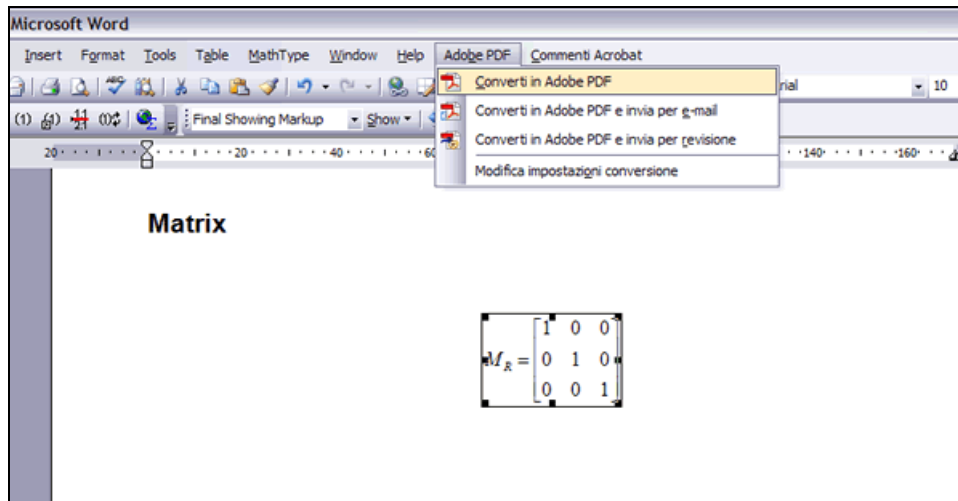 Microsoft Word
Insert Format Tools Table MathType Window Help Adobe PDF Commenti Acrobat
Converti in Adobe PDF
rial 10
Converti in Adobe PDF e invia per e-mail
(1) Final Showing Markup Show
Converti in Adobe PDF e invia per revisione
20 20 40 60 140 160
Modifica impostazioni conversione
Matrix
1 0 0
M_R = 0 1 0
0 0 1